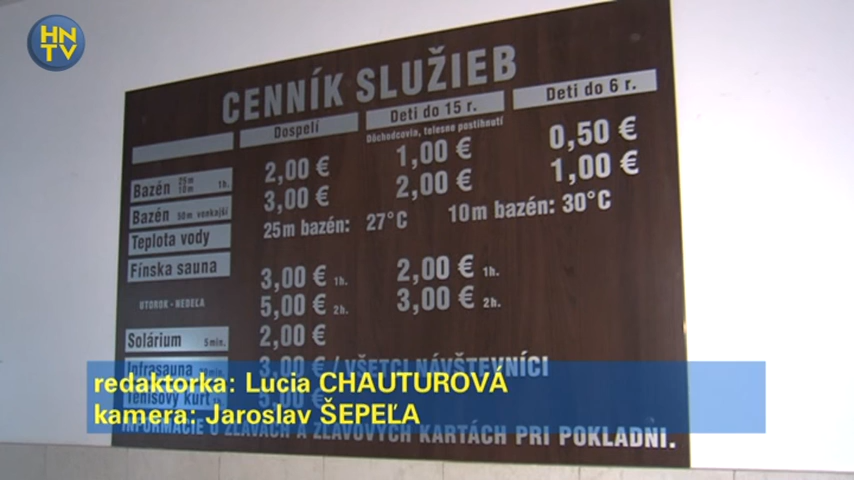 HN
TV
CENNÍK SLUŽIEB
Dospelí Deti do 15 r. Deti do 6 r.
Dôchodcovia, telesne postihnutí
Bazén 25m 10m 1h. 2,00 € 1,00 € 0,50 €
Bazén 50m vonkajší 3,00 € 2,00 € 1,00 €
Teplota vody 25m bazén: 27°C 10m bazén: 30°C
Fínska sauna 3,00 € 1h. 2,00 € 1h.
UTOROK - NEDEĽA 5,00 € 2h. 3,00 € 2h.
Solárium 5min. 2,00 €
Infrasauna 3,00 € / VŠETCI NÁVŠTEVNÍCI
redaktorka: Lucia CHAUTUROVÁ
Tenisový kurt 5,00 €
kamera: Jaroslav ŠEPEĽA
INFORMÁCIE O ZĽAVÁCH A ZĽAVOVÝCH KARTÁCH PRI POKLADNI.